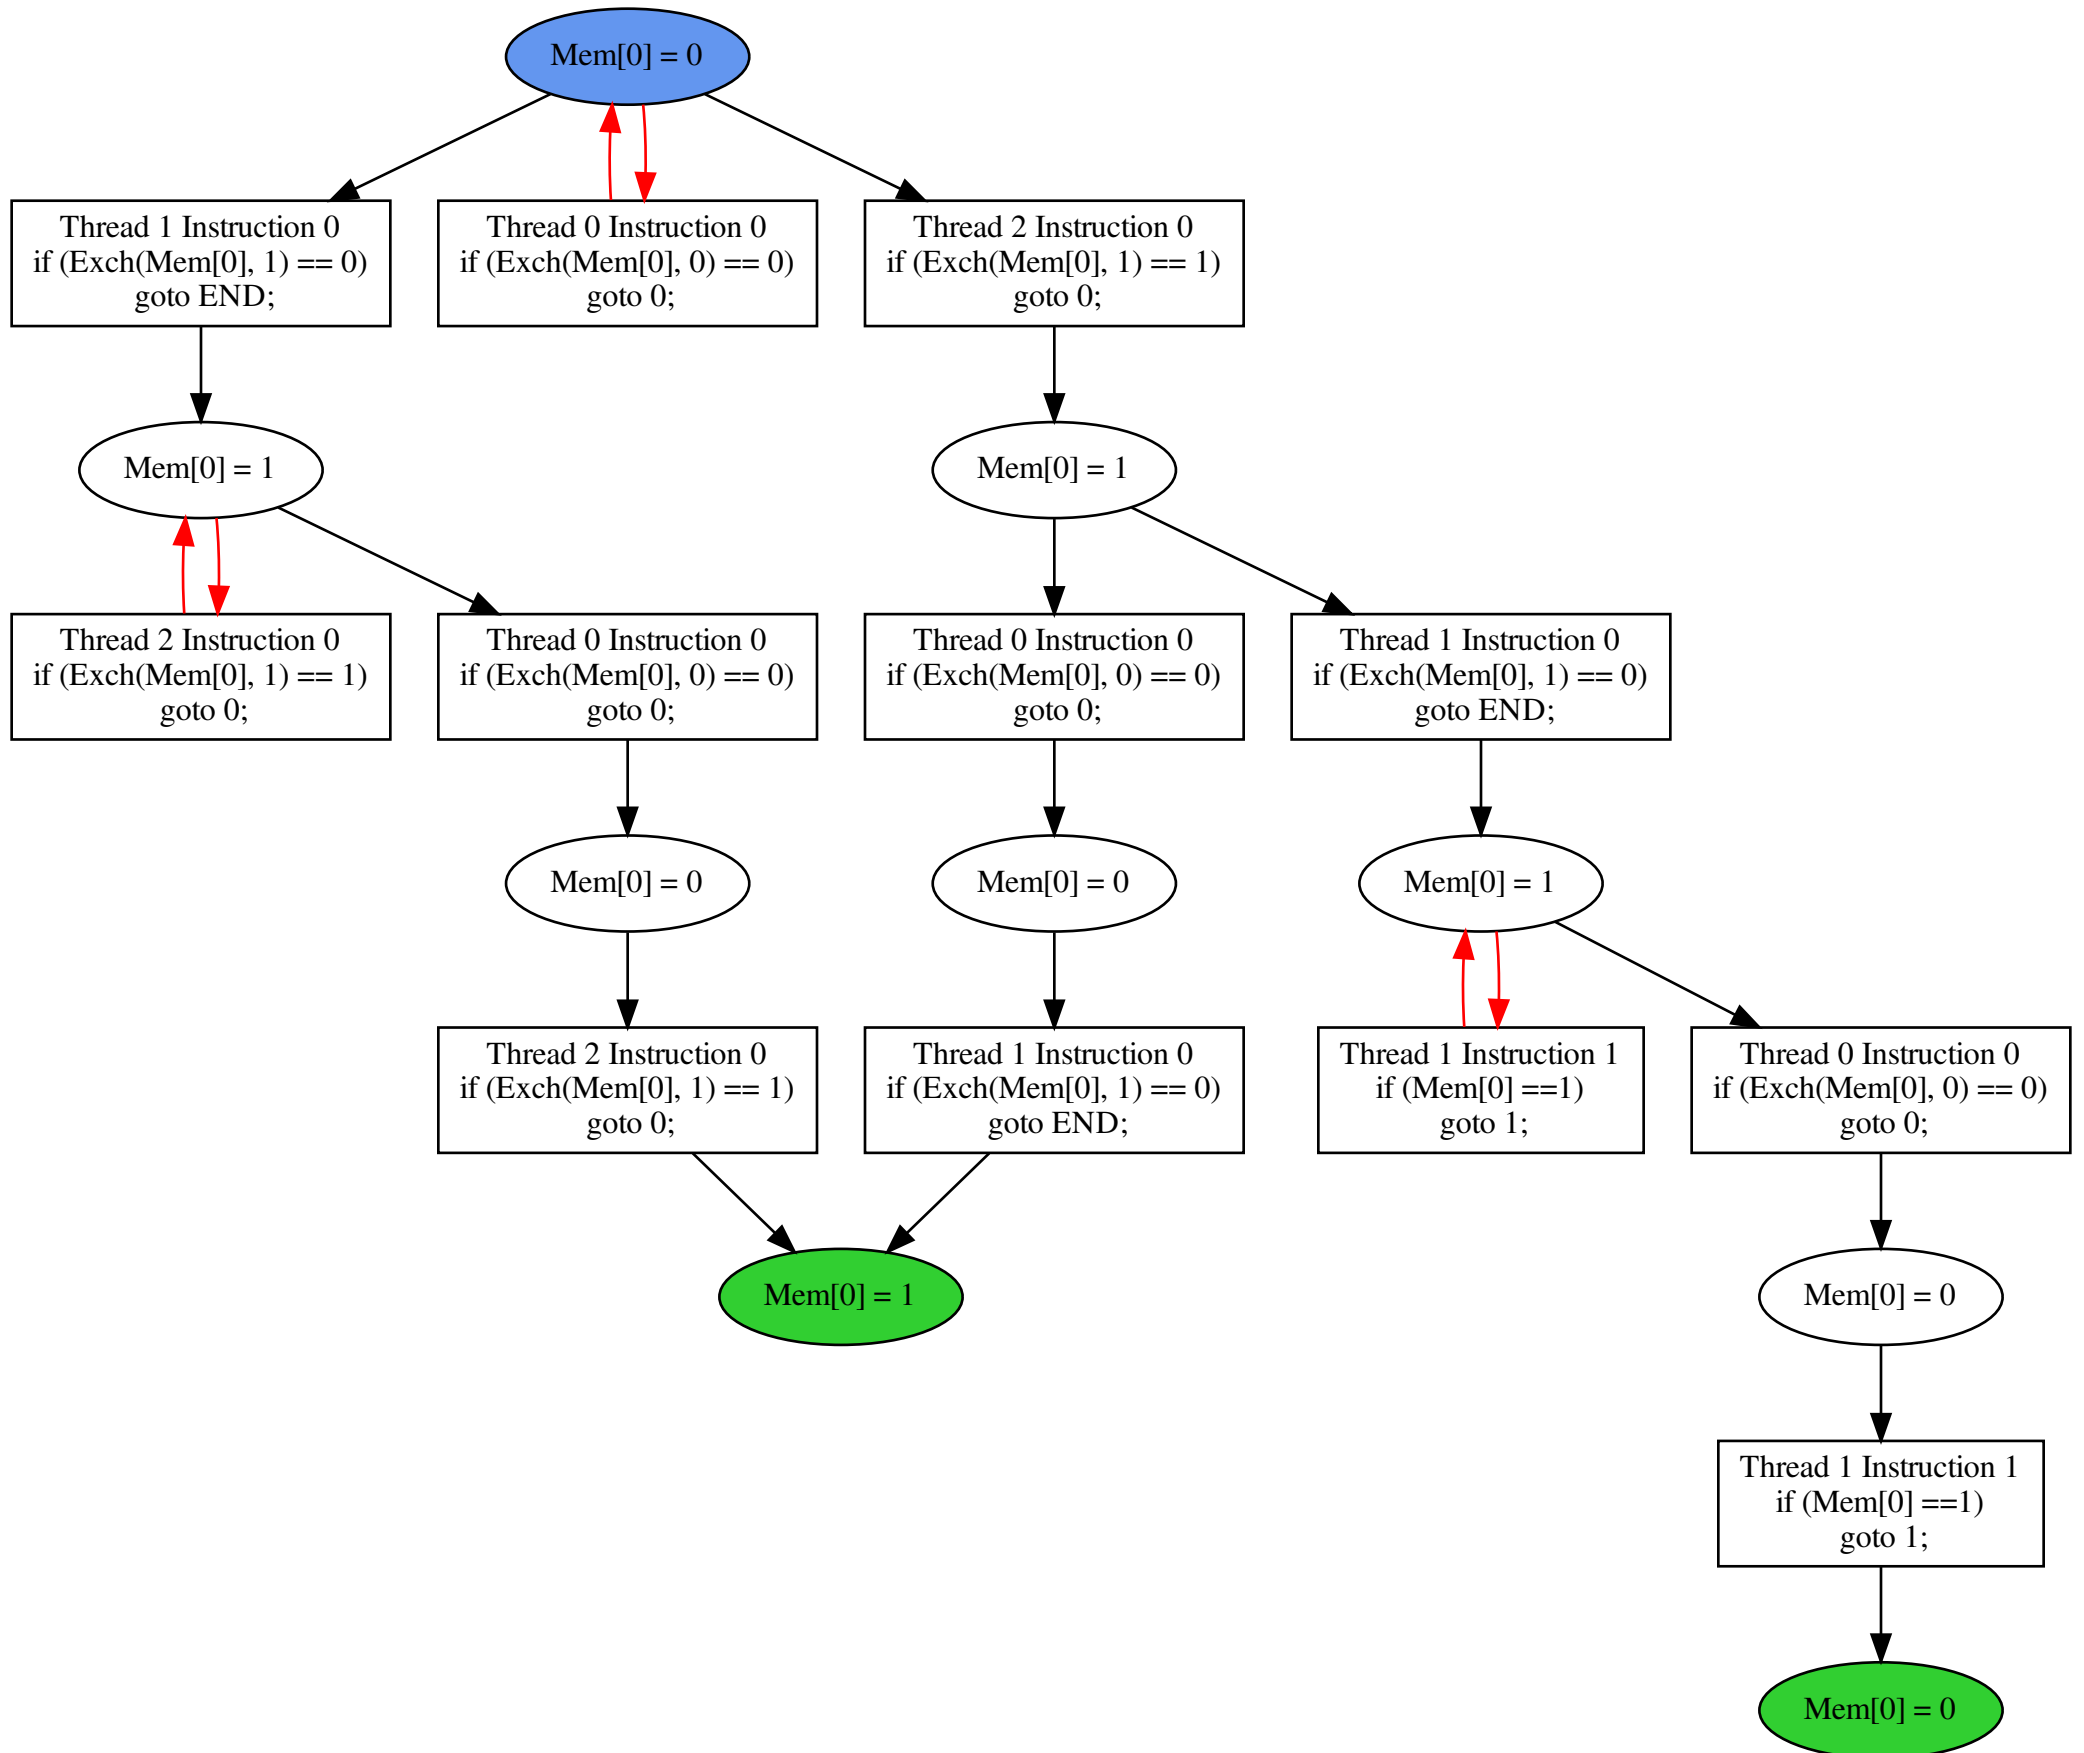 Mem[0] = 0
Thread 1 Instruction 0
if (Exch(Mem[0], 1) == 0)
goto END;
Thread 0 Instruction 0
if (Exch(Mem[0], 0) == 0)
goto 0;
Thread 2 Instruction 0
if (Exch(Mem[0], 1) == 1)
goto 0;
Mem[0] = 1
Mem[0] = 1
Thread 2 Instruction 0
if (Exch(Mem[0], 1) == 1)
goto 0;
Thread 0 Instruction 0
if (Exch(Mem[0], 0) == 0)
goto 0;
Thread 0 Instruction 0
if (Exch(Mem[0], 0) == 0)
goto 0;
Thread 1 Instruction 0
if (Exch(Mem[0], 1) == 0)
goto END;
Mem[0] = 0
Mem[0] = 0
Mem[0] = 1
Thread 2 Instruction 0
if (Exch(Mem[0], 1) == 1)
goto 0;
Thread 1 Instruction 0
if (Exch(Mem[0], 1) == 0)
goto END;
Thread 1 Instruction 1
if (Mem[0] ==1)
goto 1;
Thread 0 Instruction 0
if (Exch(Mem[0], 0) == 0)
goto 0;
Mem[0] = 1
Mem[0] = 0
Thread 1 Instruction 1
if (Mem[0] ==1)
goto 1;
Mem[0] = 0